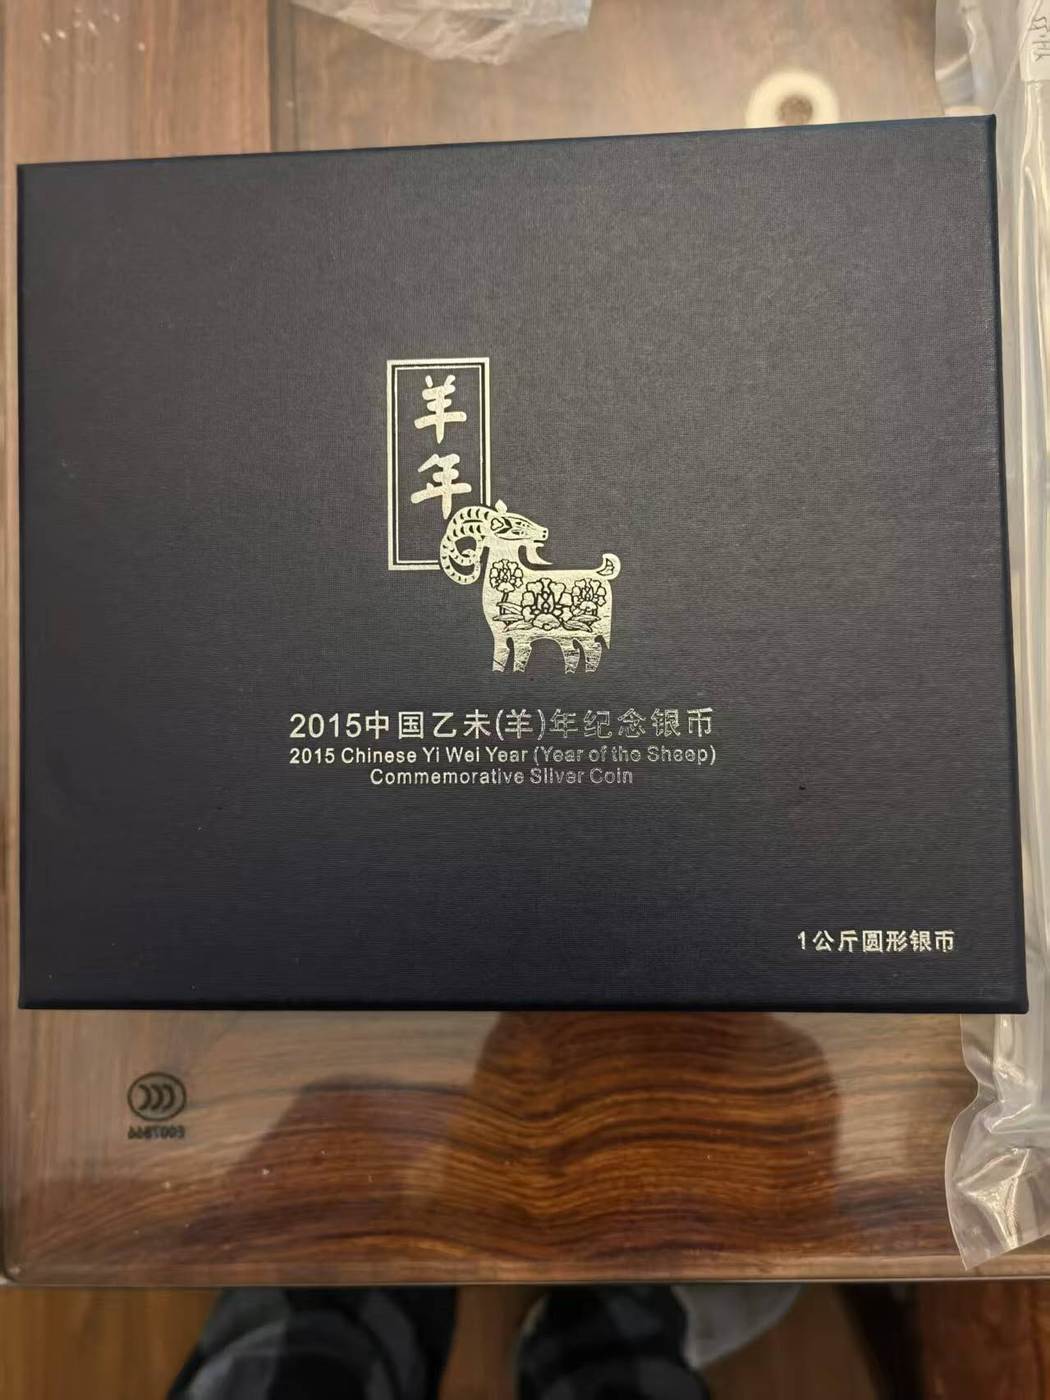 羊
年
2015中国乙未(羊)年纪念银币
2015 Chinese Yi Wei Year (Year of the Sheep)
Commemorative Silver Coin
1公斤圆形银币